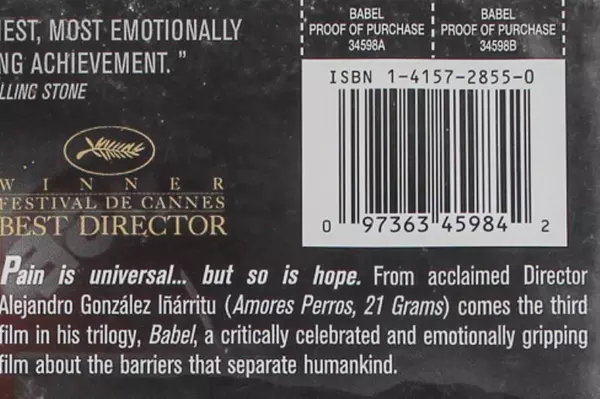 IEST, MOST EMOTIONALLY
NG ACHIEVEMENT."
LLING STONE
BABEL
PROOF OF PURCHASE
34598A
BABEL
PROOF OF PURCHASE
34598B
ISBN 1-4157-2855-0
0 97363 45984 2
WINNER
FESTIVAL DE CANNES
BEST DIRECTOR
Pain is universal... but so is hope. From acclaimed Director
Alejandro González Iñárritu (Amores Perros, 21 Grams) comes the third
film in his trilogy, Babel, a critically celebrated and emotionally gripping
film about the barriers that separate humankind.